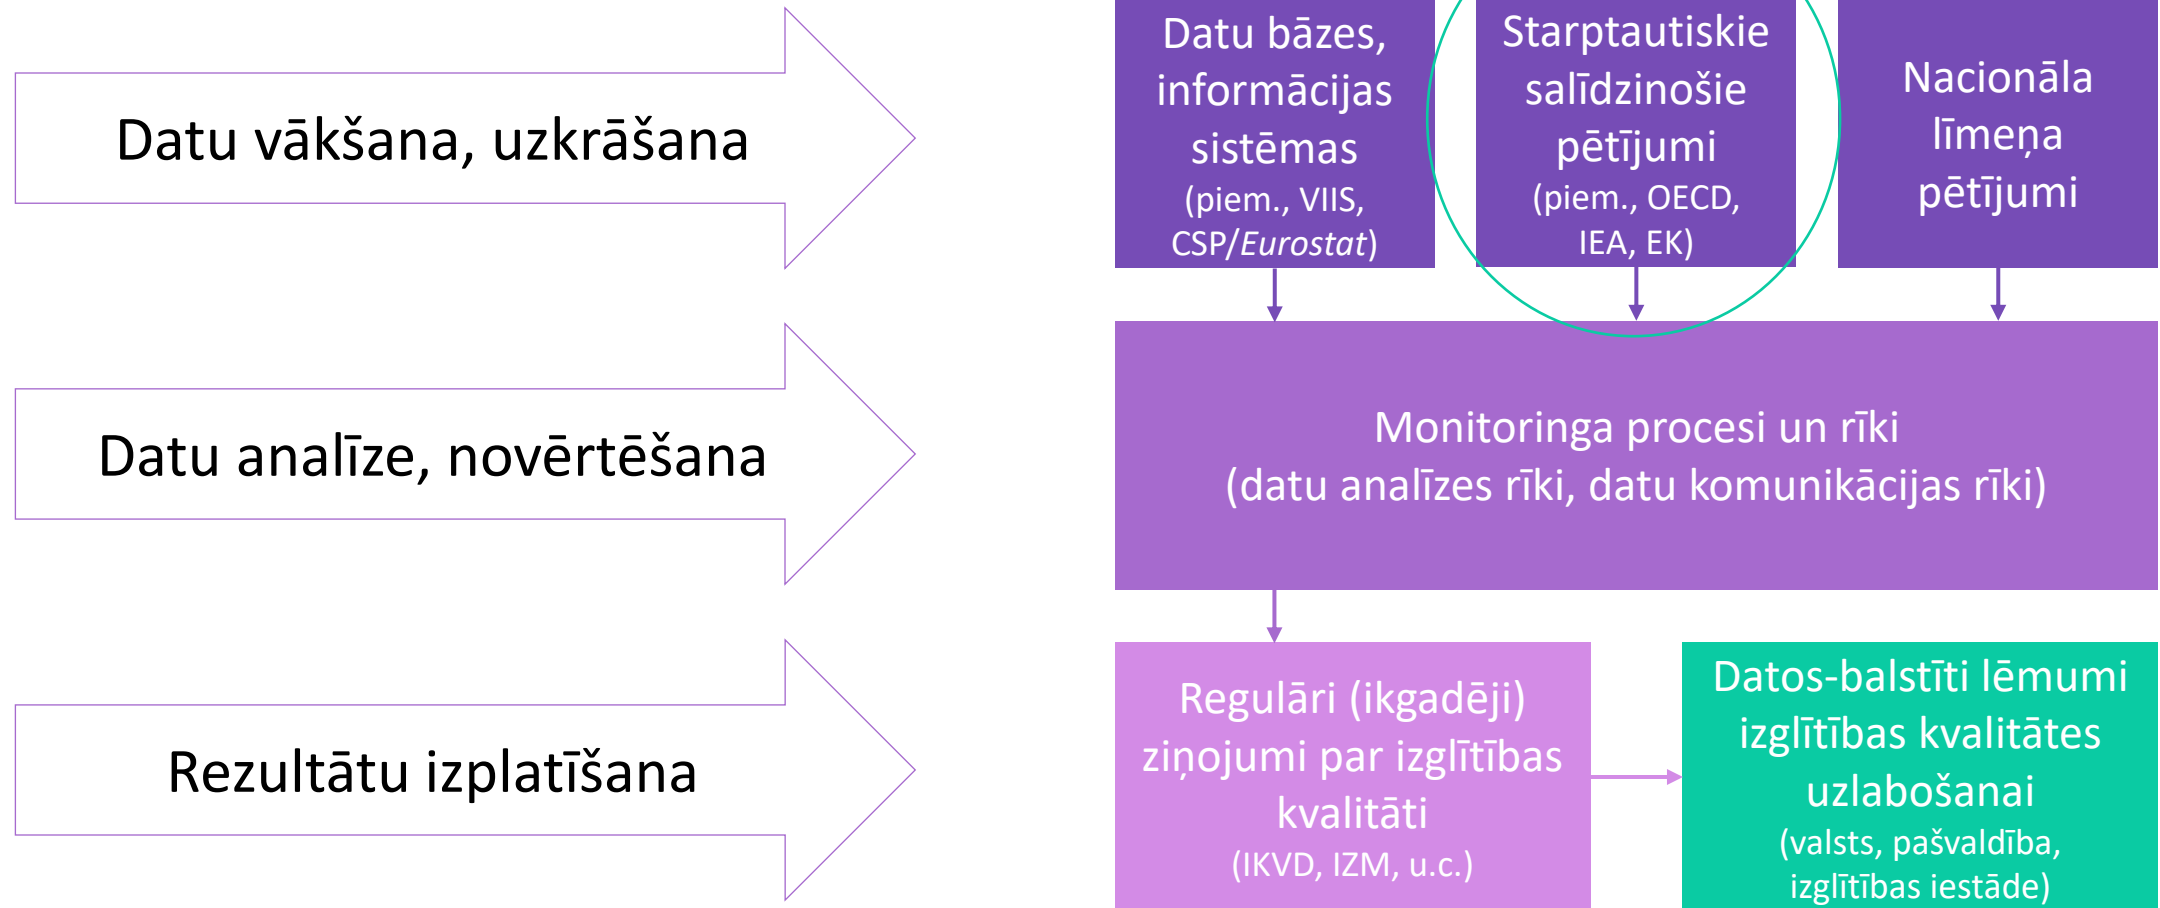 Datu vākšana, uzkrāšana
Datu bāzes,
informācijas
sistēmas
(piem., VIIS,
CSP/Eurostat)
Starptautiskie
salīdzinošie
pētījumi
(piem., OECD,
IEA, EK)
Nacionāla
līmeņa
pētījumi
Datu analīze, novērtēšana
Monitoringa procesi un rīki
(datu analīzes rīki, datu komunikācijas rīki)
Rezultātu izplatīšana
Regulāri (ikgadēji)
ziņojumi par izglītības
kvalitāti
(IKVD, IZM, u.c.)
Datos-balstīti lēmumi
izglītības kvalitātes
uzlabošanai
(valsts, pašvaldība,
izglītības iestāde)